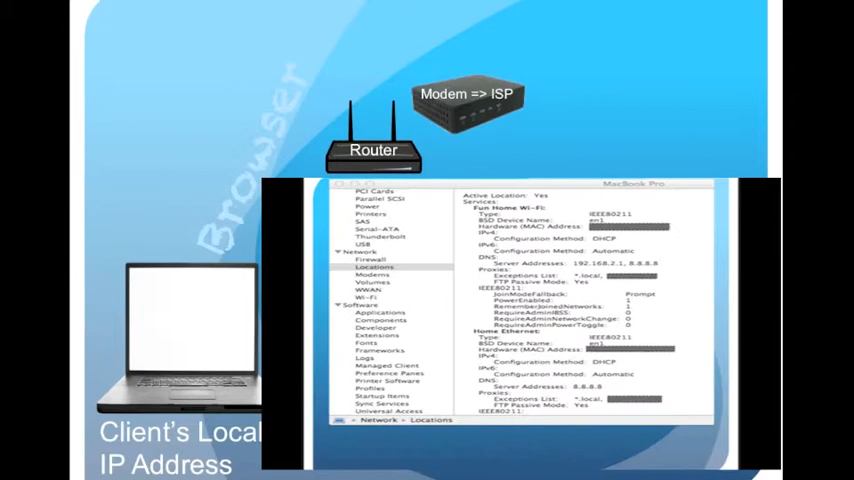 Browser
Modem => ISP
Router
Client's Local
IP Address
MacBook Pro
PCI Cards
Parallel SCSI
Power
Printers
SAS
Serial-ATA
Thunderbolt
USB
Network
Firewall
Locations
Modems
Volumes
WWAN
Wi-Fi
Software
Applications
Components
Developer
Extensions
Fonts
Frameworks
Logs
Managed Client
Preference Panes
Printer Software
Profiles
Startup Items
Sync Services
Universal Access
Active Location: Yes
Services:
Fun Home Wi-Fi:
Type: IEEE80211
BSD Device Name: en1
Hardware (MAC) Address:
IPv4:
Configuration Method: DHCP
IPv6:
Configuration Method: Automatic
DNS:
Server Addresses: 192.168.2.1, 8.8.8.8
Proxies:
Exceptions List: *.local,
FTP Passive Mode: Yes
IEEE80211:
JoinModeFallback: Prompt
PowerEnabled: 1
RememberJoinedNetworks: 1
RequireAdminIBSS: 0
RequireAdminNetworkChange: 0
RequireAdminPowerToggle: 0
Home Ethernet:
Type: IEEE80211
BSD Device Name: en1
Hardware (MAC) Address:
IPv4:
Configuration Method: DHCP
IPv6:
Configuration Method: Automatic
DNS:
Server Addresses: 8.8.8.8
Proxies:
Exceptions List: *.local,
FTP Passive Mode: Yes
IEEE80211:
Network ▸ Locations